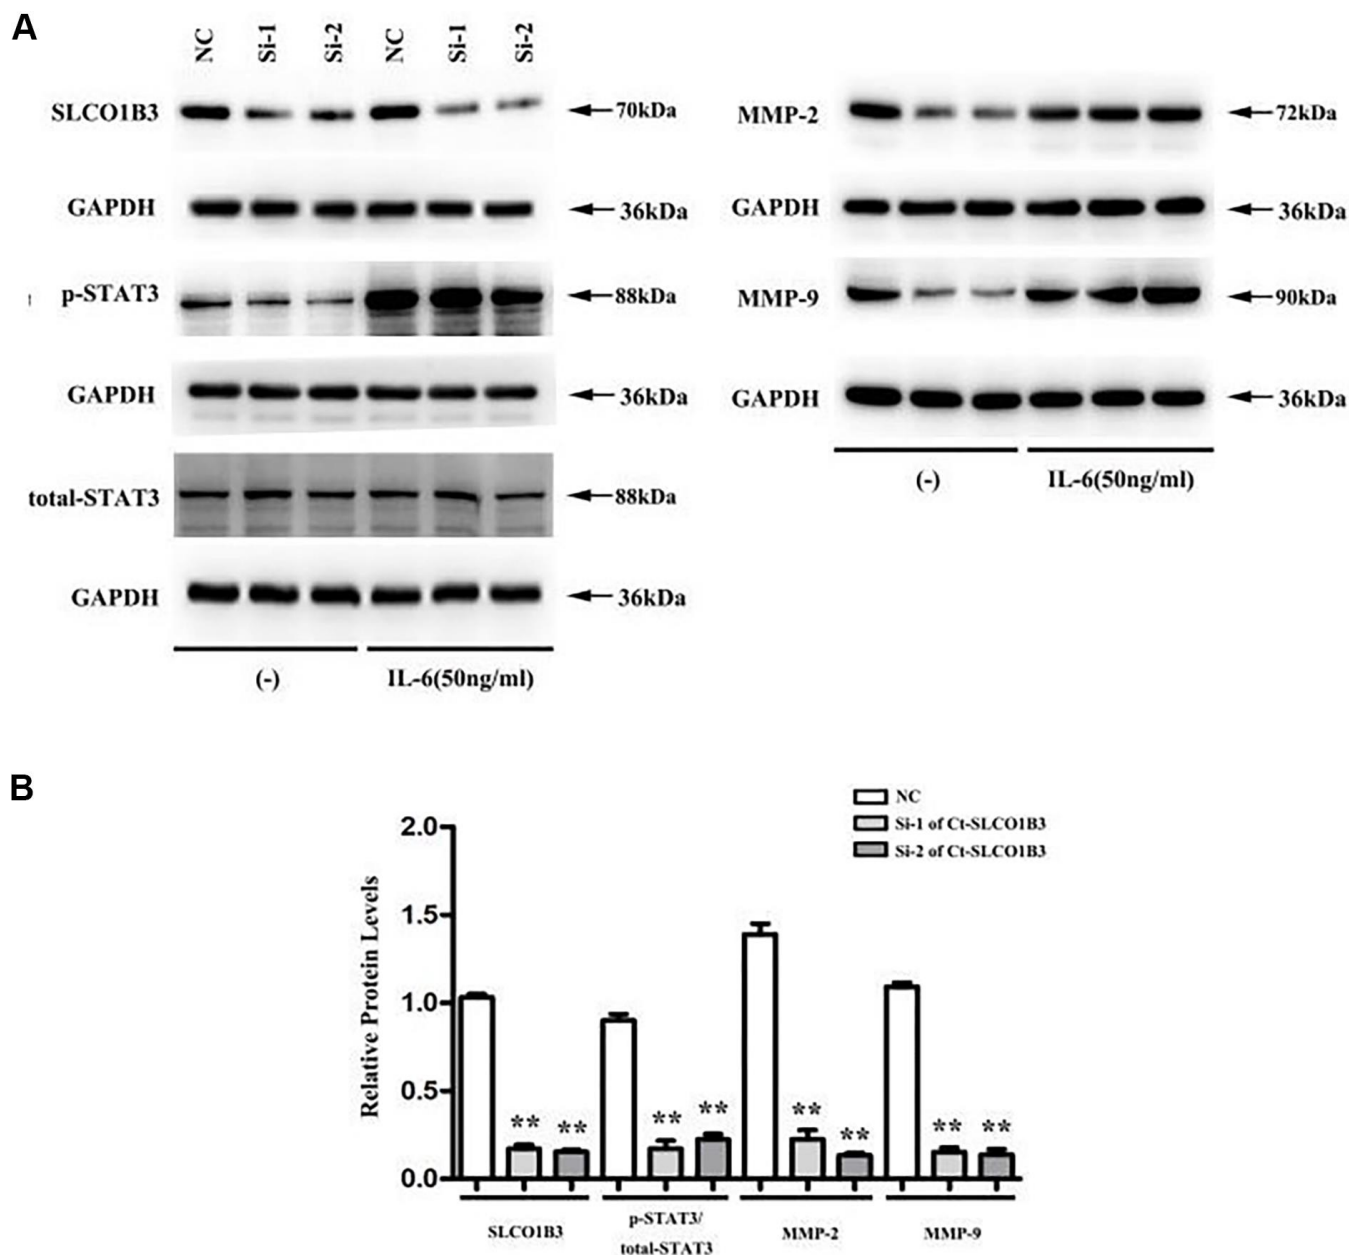 A
NC Si-1 Si-2 NC Si-1 Si-2
SLCO1B3 70kDa
GAPDH 36kDa
p-STAT3 88kDa
GAPDH 36kDa
total-STAT3 88kDa
GAPDH 36kDa
(-) IL-6(50ng/ml)
MMP-2 72kDa
GAPDH 36kDa
MMP-9 90kDa
GAPDH 36kDa
(-) IL-6(50ng/ml)
B
NC
Si-1 of Ct-SLCO1B3
Si-2 of Ct-SLCO1B3
Relative Protein Levels
2.0
1.5
1.0
0.5
0.0
** ** ** ** ** ** ** **
SLCO1B3
p-STAT3/
total-STAT3
MMP-2
MMP-9